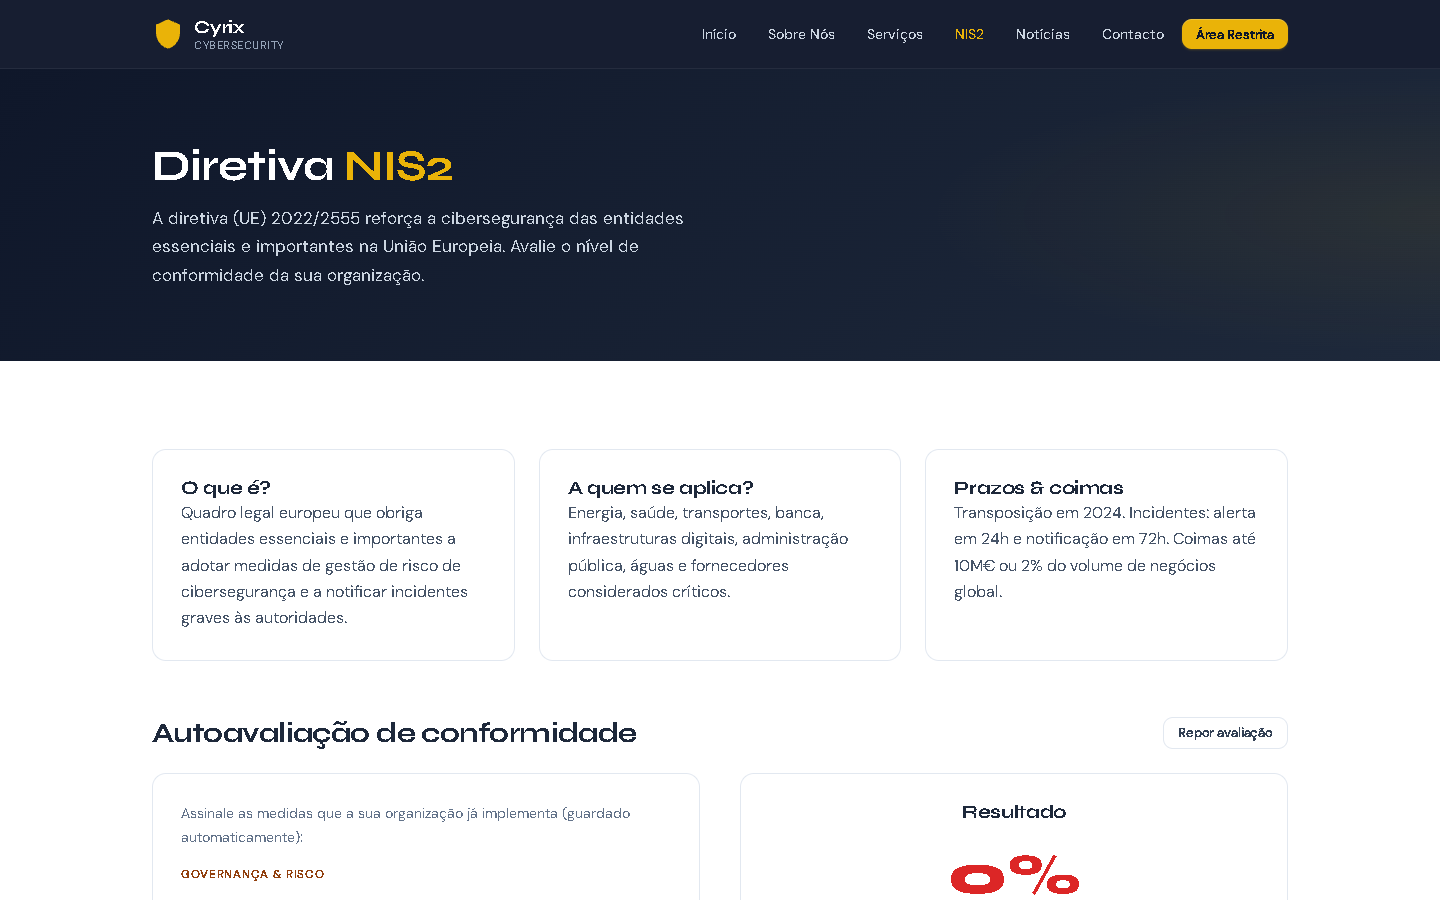 Cyrix
CYBERSECURITY
Início
Sobre Nós
Serviços
NIS2
Notícias
Contacto
Área Restrita
Diretiva NIS2
A diretiva (UE) 2022/2555 reforça a cibersegurança das entidades
essenciais e importantes na União Europeia. Avalie o nível de
conformidade da sua organização.
O que é?
Quadro legal europeu que obriga
entidades essenciais e importantes a
adotar medidas de gestão de risco de
cibersegurança e a notificar incidentes
graves às autoridades.
A quem se aplica?
Energia, saúde, transportes, banca,
infraestruturas digitais, administração
pública, águas e fornecedores
considerados críticos.
Prazos & coimas
Transposição em 2024. Incidentes: alerta
em 24h e notificação em 72h. Coimas até
10M€ ou 2% do volume de negócios
global.
Autoavaliação de conformidade
Repor avaliação
Assinale as medidas que a sua organização já implementa (guardado
automaticamente):
GOVERNANÇA & RISCO
Resultado
0%